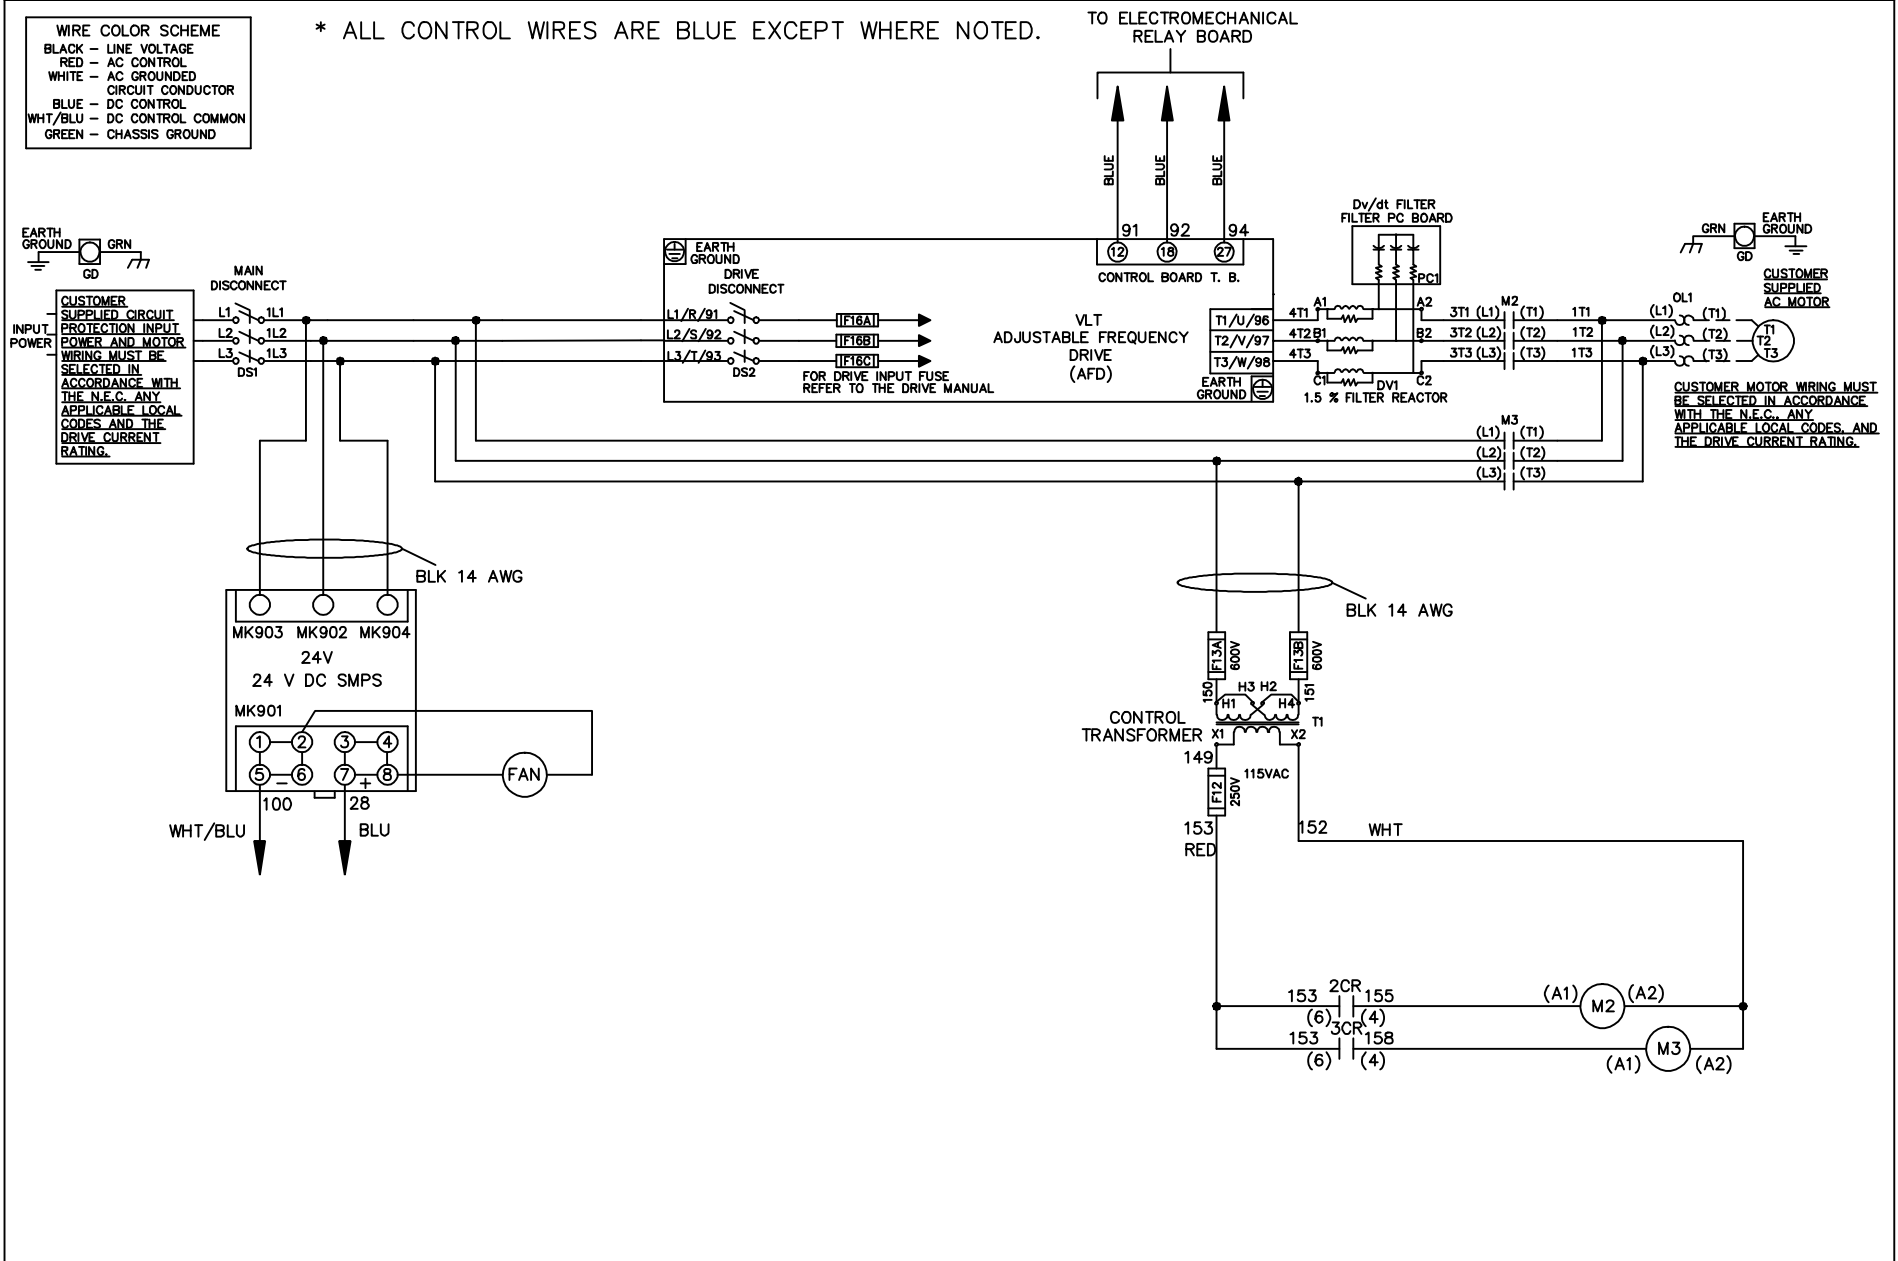 WIRE COLOR SCHEME
BLACK – LINE VOLTAGE
RED – AC CONTROL
WHITE – AC GROUNDED
CIRCUIT CONDUCTOR
BLUE – DC CONTROL
WHT/BLU – DC CONTROL COMMON
GREEN – CHASSIS GROUND
* ALL CONTROL WIRES ARE BLUE EXCEPT WHERE NOTED.
TO ELECTROMECHANICAL
RELAY BOARD
BLUE
BLUE
BLUE
91 92 94
12 18 27
CONTROL BOARD T. B.
EARTH
GROUND
GRN
GD
MAIN
DISCONNECT
INPUT
POWER
CUSTOMER
SUPPLIED CIRCUIT
PROTECTION INPUT
POWER AND MOTOR
WIRING MUST BE
SELECTED IN
ACCORDANCE WITH
THE N.E.C. ANY
APPLICABLE LOCAL
CODES AND THE
DRIVE CURRENT
RATING.
L1 1L1
L2 1L2
L3 1L3
DS1
EARTH
GROUND
DRIVE
DISCONNECT
L1/R/91
L2/S/92
L3/T/93
DS2
IF16A
IF16B
IF16C
FOR DRIVE INPUT FUSE
REFER TO THE DRIVE MANUAL
VLT
ADJUSTABLE FREQUENCY
DRIVE
(AFD)
T1/U/96
T2/V/97
T3/W/98
EARTH
GROUND
Dv/dt FILTER
FILTER PC BOARD
PC1
4T1 A1 A2
4T2 B1 B2
4T3
C1 DV1 C2
1.5 % FILTER REACTOR
M2
3T1 (L1) (T1) 1T1
3T2 (L2) (T2) 1T2
3T3 (L3) (T3) 1T3
OL1
(L1) (T1)
(L2) (T2)
(L3) (T3)
T1
T2
T3
GRN
EARTH
GROUND
GD
CUSTOMER
SUPPLIED
AC MOTOR
CUSTOMER MOTOR WIRING MUST
BE SELECTED IN ACCORDANCE
WITH THE N.E.C., ANY
APPLICABLE LOCAL CODES, AND
THE DRIVE CURRENT RATING.
M3
(L1) (T1)
(L2) (T2)
(L3) (T3)
BLK 14 AWG
MK903 MK902 MK904
24V
24 V DC SMPS
MK901
1 2 3 4
5 – 6 7 + 8
FAN
100 28
WHT/BLU BLU
BLK 14 AWG
F13A
600V
F13B
600V
150
151
H3 H2
H1 H4
T1
CONTROL
TRANSFORMER
X1 X2
149
115VAC
F12
250V
153
RED
152 WHT
2CR
153 155
(6) (4)
(A1) M2 (A2)
3CR
153 158
(6) (4)
(A1) M3 (A2)